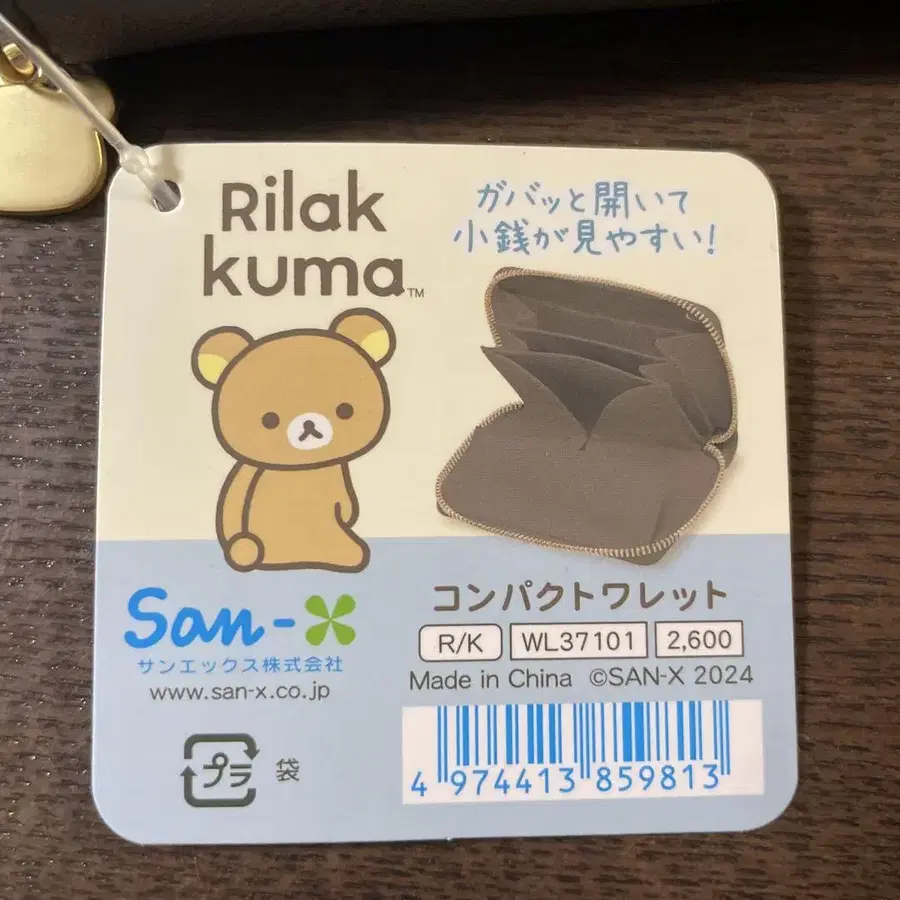 Rilak
kuma™
ガバッと開いて
小銭が見やすい!
San-X
サンエックス株式会社
www.san-x.co.jp
プラ 袋
コンパクトワレット
R/K WL37101 2,600
Made in China ©SAN-X 2024
4 974413 859813